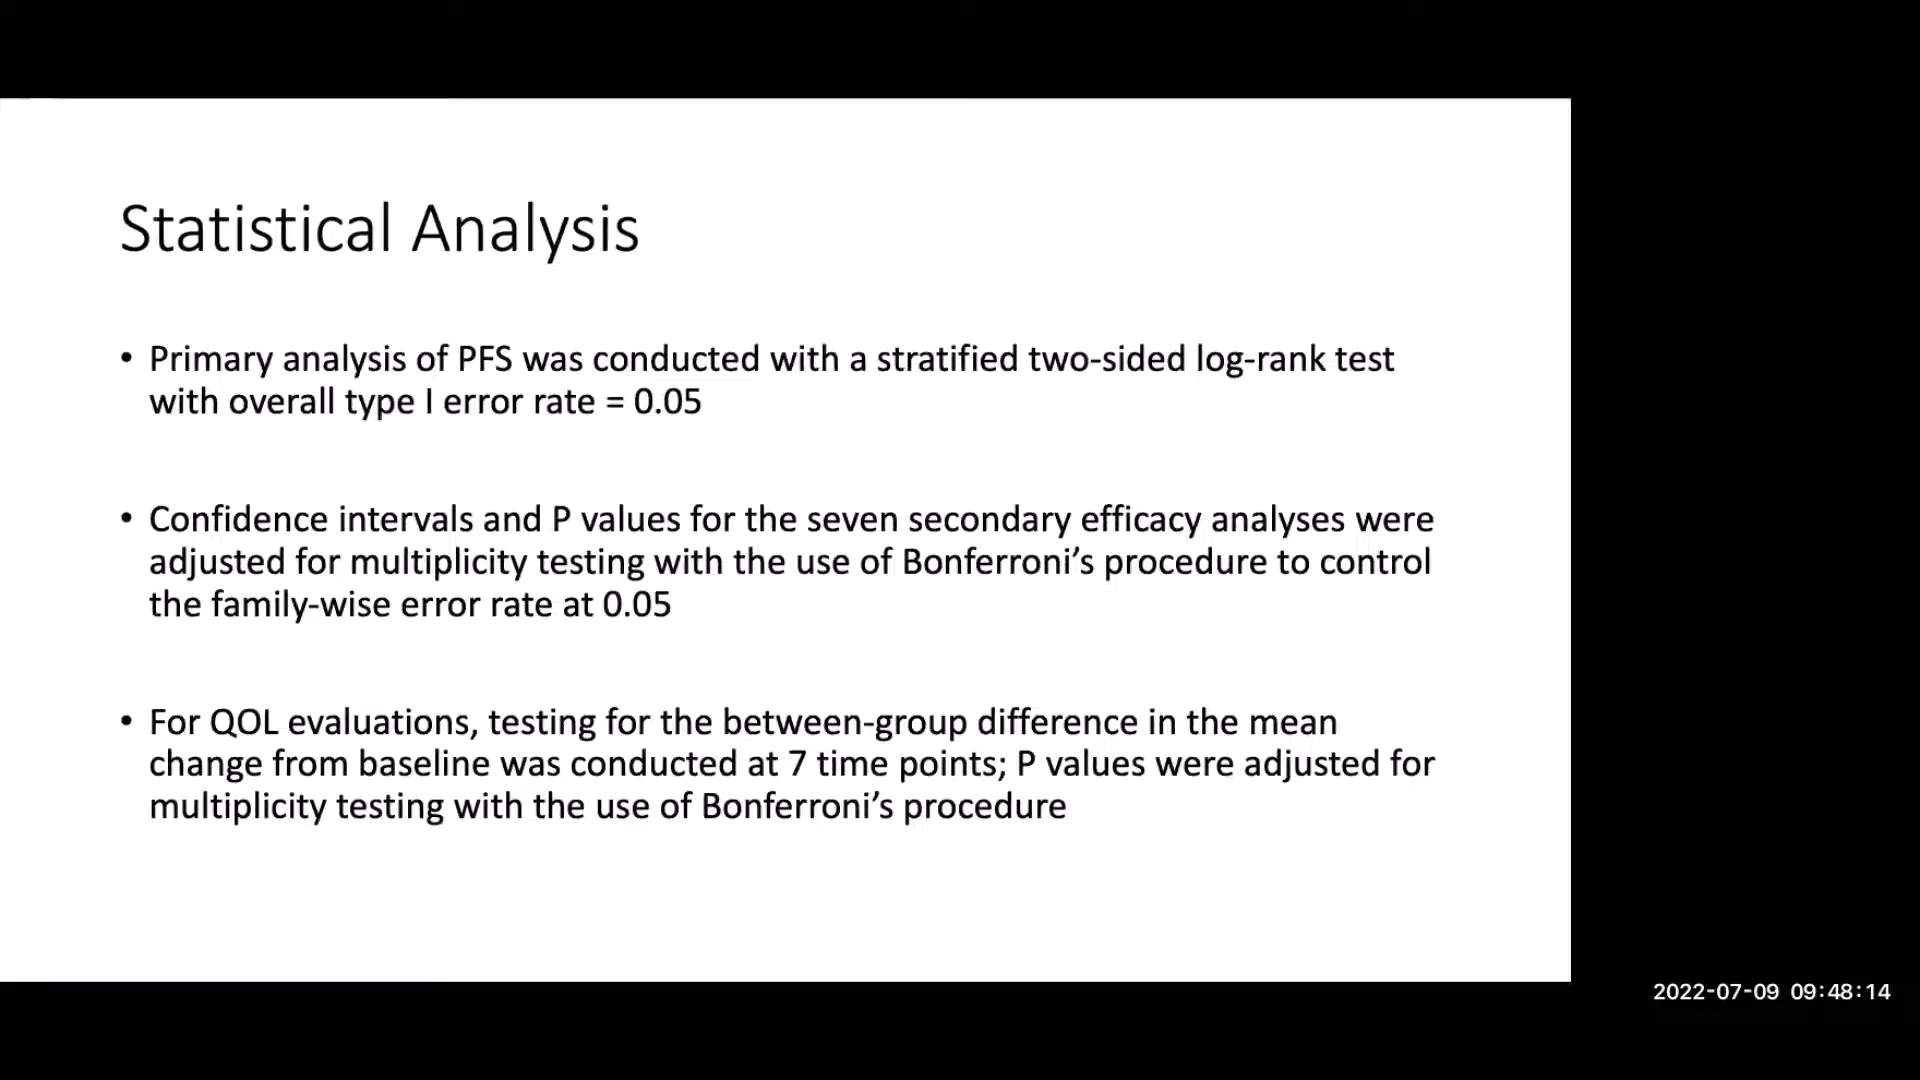 Statistical Analysis
• Primary analysis of PFS was conducted with a stratified two-sided log-rank test
with overall type I error rate = 0.05
• Confidence intervals and P values for the seven secondary efficacy analyses were
adjusted for multiplicity testing with the use of Bonferroni’s procedure to control
the family-wise error rate at 0.05
• For QOL evaluations, testing for the between-group difference in the mean
change from baseline was conducted at 7 time points; P values were adjusted for
multiplicity testing with the use of Bonferroni’s procedure
2022-07-09 09:48:14